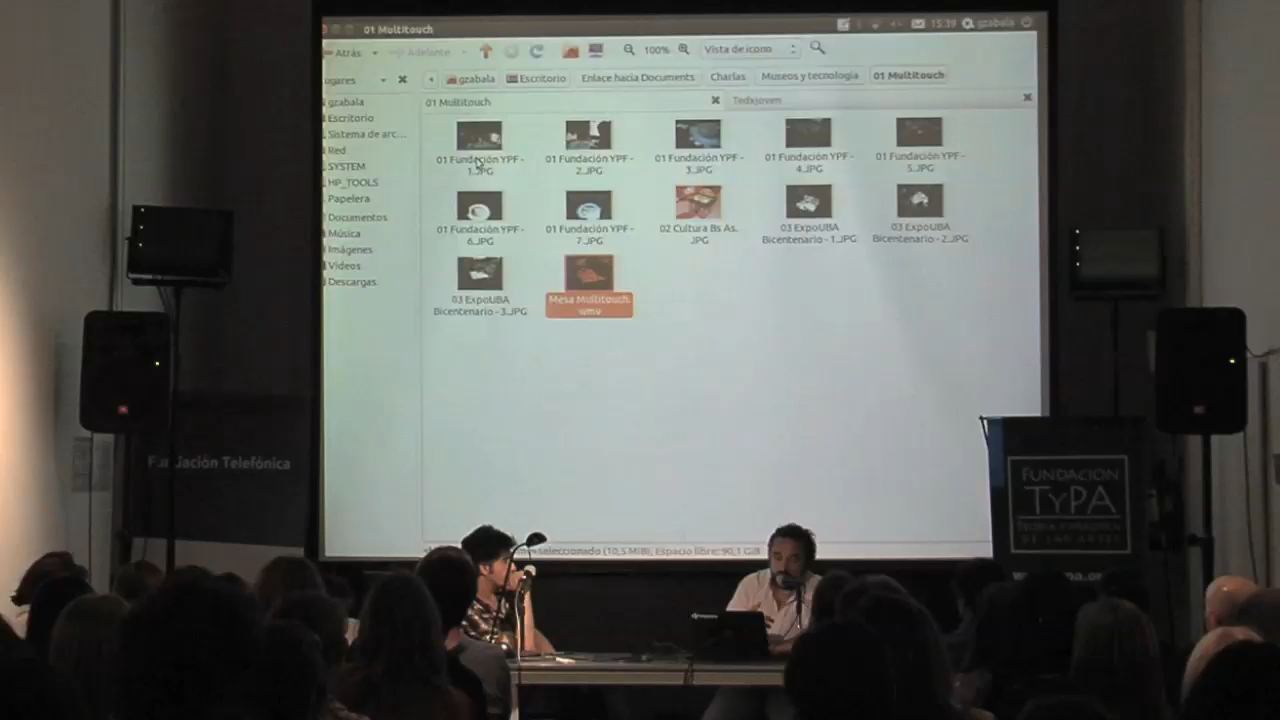 01 Multitouch
15:39 gzabala
Atrás Adelante 100% Vista de icono
gzabala Escritorio Enlace hacia Documents Charlas Museos y tecnología 01 Multitouch
01 Multitouch Tedxjoven
gzabala
Escritorio
Sistema de arc...
Red
SYSTEM
HP_TOOLS
Papelera
Documentos
Música
Imágenes
Vídeos
Descargas
01 Fundación YPF -
1.JPG
01 Fundación YPF -
2.JPG
01 Fundación YPF -
3.JPG
01 Fundación YPF -
4.JPG
01 Fundación YPF -
5.JPG
01 Fundación YPF -
6.JPG
01 Fundación YPF -
7.JPG
02 Cultura Bs As.
JPG
03 ExpoUBA
Bicentenario - 1.JPG
03 ExpoUBA
Bicentenario - 2.JPG
03 ExpoUBA
Bicentenario - 3.JPG
Mesa Multitouch.
wmv
seleccionado (10,5 MiB), Espacio libre: 90,1 GiB
Fundación Telefónica
FUNDACION
TyPA